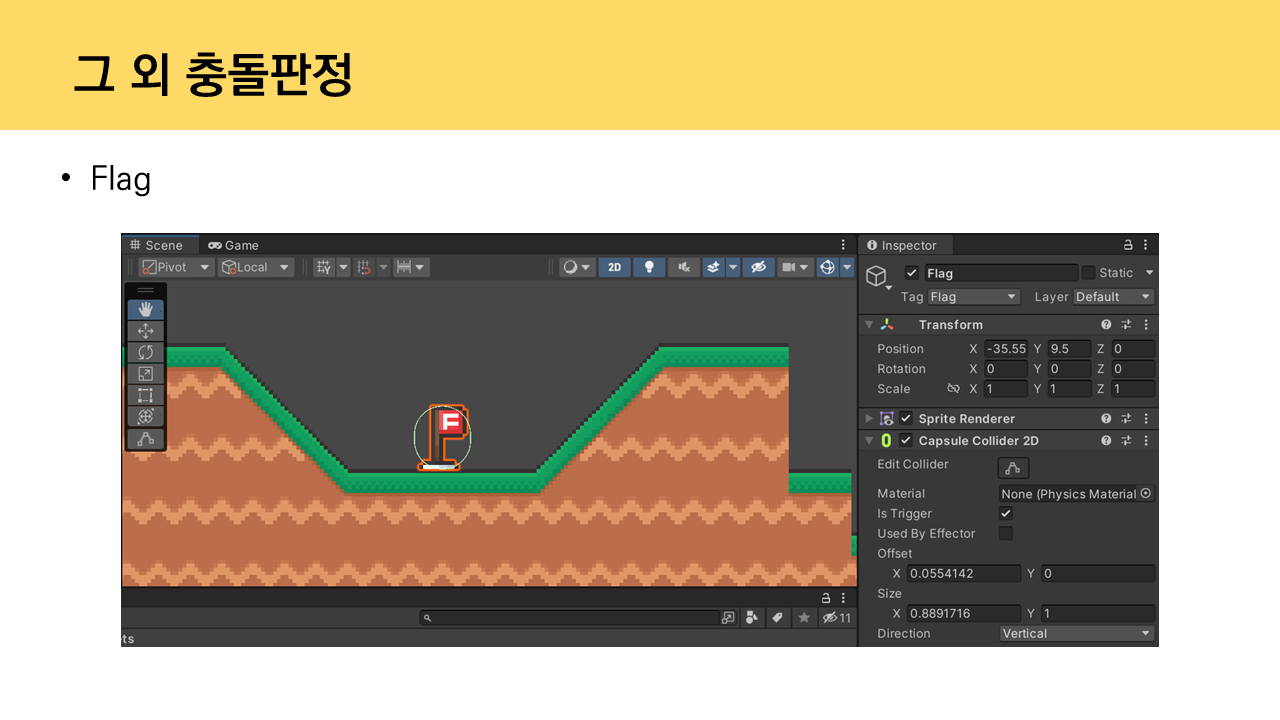 그 외 충돌판정
• Flag
Scene Game
Pivot Local 2D
F
11
ts
Inspector
Flag Static
Tag Flag Layer Default
Transform
Position X -35.55 Y 9.5 Z 0
Rotation X 0 Y 0 Z 0
Scale X 1 Y 1 Z 1
Sprite Renderer
Capsule Collider 2D
Edit Collider
Material None (Physics Material
Is Trigger
Used By Effector
Offset
X 0.0554142 Y 0
Size
X 0.8891716 Y 1
Direction Vertical